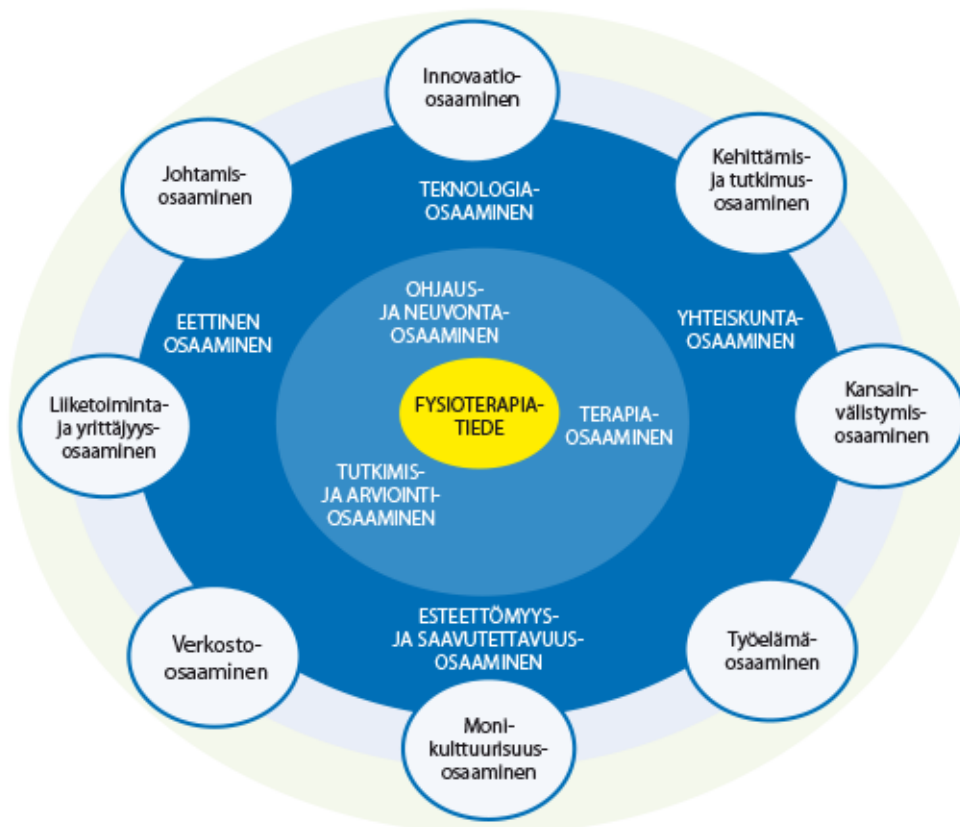 Innovaatio-
osaaminen
Johtamis-
osaaminen
Kehittämis-
ja tutkimus-
osaaminen
TEKNOLOGIA-
OSAAMINEN
OHJAUS-
JA NEUVONTA-
OSAAMINEN
EETTINEN
OSAAMINEN
YHTEISKUNTA-
OSAAMINEN
Liiketoiminta-
ja yrittäjyys-
osaaminen
FYSIOTERAPIA-
TIEDE
TERAPIA-
OSAAMINEN
Kansain-
välistymis-
osaaminen
TUTKIMIS-
JA ARVIOINTI-
OSAAMINEN
ESTEETTÖMYYS-
JA SAAVUTETTAVUUS-
OSAAMINEN
Verkosto-
osaaminen
Työelämä-
osaaminen
Moni-
kulttuurisuus-
osaaminen